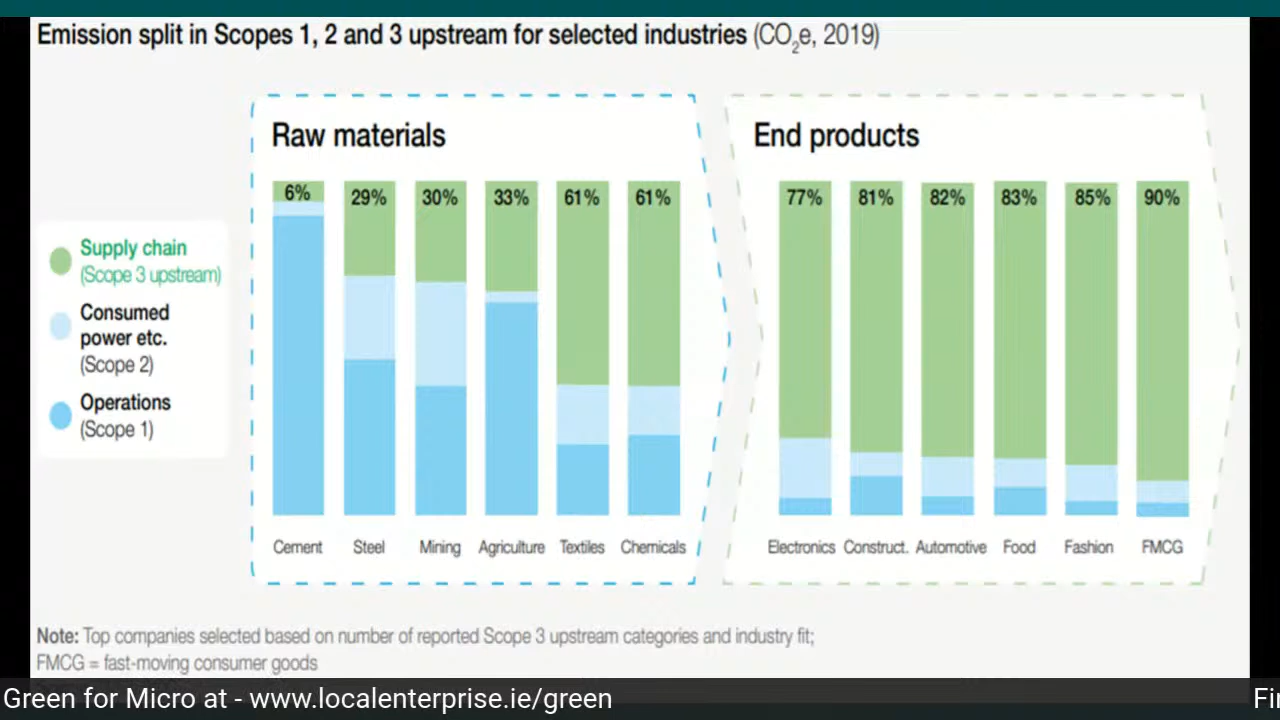 Emission split in Scopes 1, 2 and 3 upstream for selected industries (CO₂e, 2019)
Raw materials
End products
6% 29% 30% 33% 61% 61%
77% 81% 82% 83% 85% 90%
Supply chain
(Scope 3 upstream)
Consumed
power etc.
(Scope 2)
Operations
(Scope 1)
Cement Steel Mining Agriculture Textiles Chemicals
Electronics Construct. Automotive Food Fashion FMCG
Note: Top companies selected based on number of reported Scope 3 upstream categories and industry fit;
FMCG = fast-moving consumer goods
Green for Micro at - www.localenterprise.ie/green